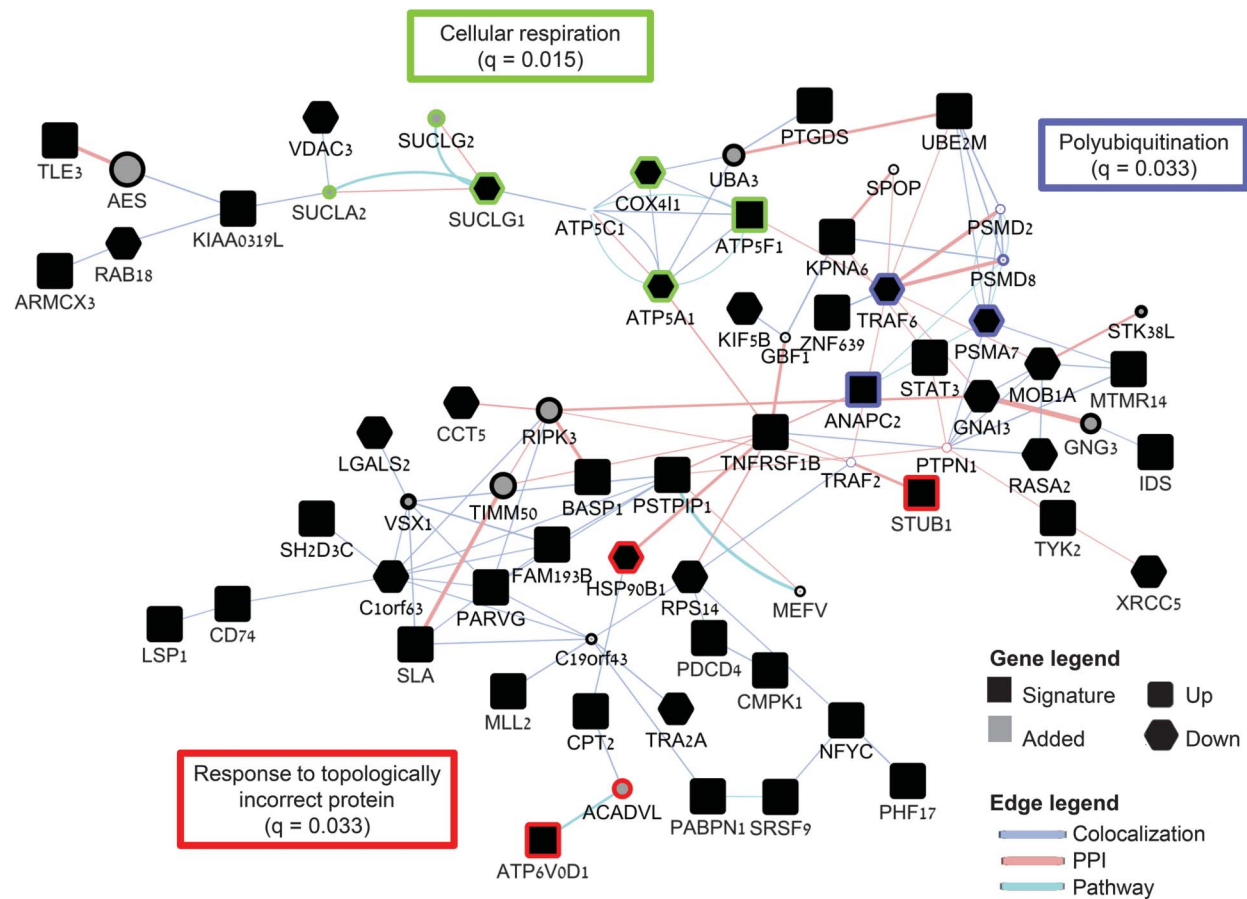 Cellular respiration
(q = 0.015)
Polyubiquitination
(q = 0.033)
TLE3
AES
VDAC3
SUCLG2
PTGDS
UBE2M
SUCLA2
SUCLG1
UBA3
COX4I1
SPOP
ATP5C1
ATP5F1
PSMD2
KIAA0319L
RAB18
ARMCX3
KPNA6
PSMD8
ATP5A1
KIF5B
GBF1
ZNF639
TRAF6
PSMA7
STK38L
STAT3
MOB1A
MTMR14
CCT5
RIPK3
ANAPC2
GNAI3
GNG3
LGALS2
TNFRSF1B
TRAF2
PTPN1
RASA2
IDS
VSX1
TIMM50
BASP1
PSTPIP1
STUB1
SH2D3C
TYK2
FAM193B
HSP90B1
C1orf63
PARVG
RPS14
MEFV
XRCC5
LSP1
CD74
SLA
C19orf43
PDCD4
CMPK1
MLL2
CPT2
TRA2A
NFYC
PHF17
Response to topologically
incorrect protein
(q = 0.033)
ACADVL
PABPN1
SRSF9
ATP6V0D1
Gene legend
Signature
Up
Added
Down
Edge legend
Colocalization
PPI
Pathway